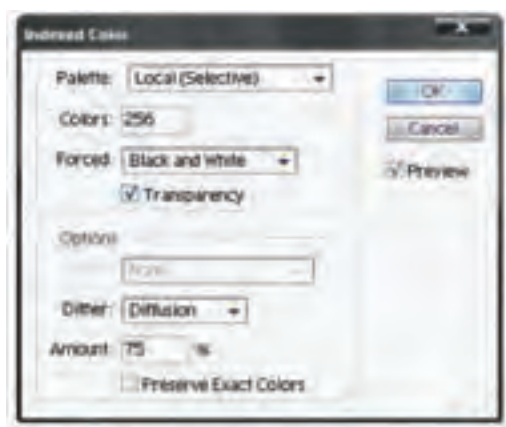 Indexed Color
Palette: Local (Selective)
OK
Colors: 256
Cancel
Forced: Black and White
Preview
Transparency
Options
None
Dither: Diffusion
Amount: 75 %
Preserve Exact Colors